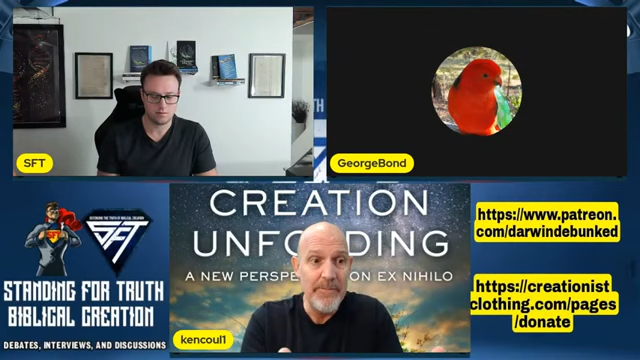 SFT
GeorgeBond
CREATION
UNFOLDING
A NEW PERSPE ON EX NIHILO
kencoul1
SFT
STANDING FOR TRUTH
BIBLICAL CREATION
DEBATES, INTERVIEWS, AND DISCUSSIONS
https://www.patreon.
com/darwindebunked
https://creationist
clothing.com/pages
/donate